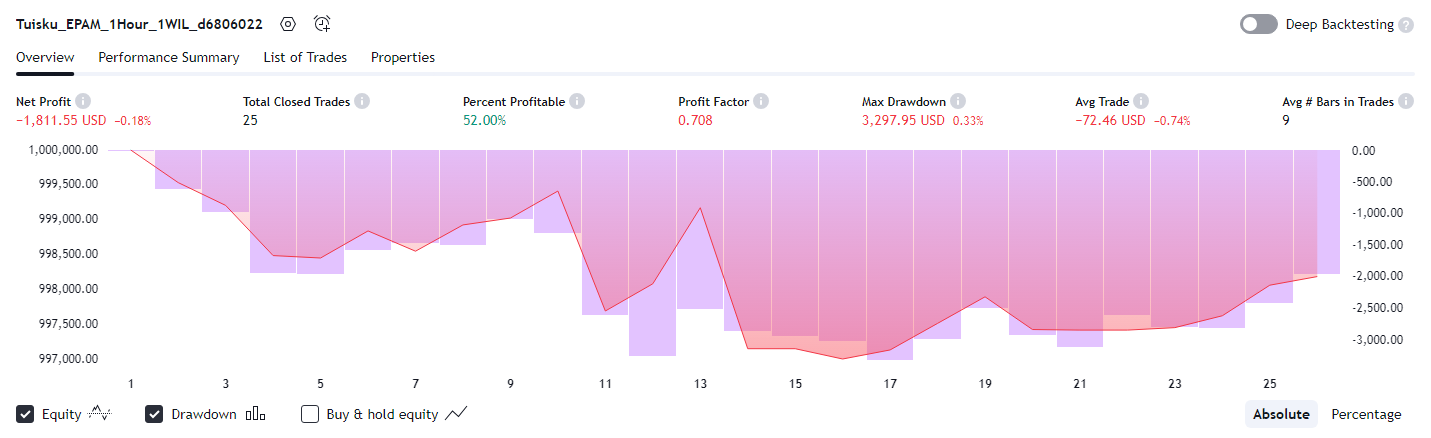 Tuisku_EPAM_1Hour_1WIL_d6806022 Deep Backtesting ?
Overview Performance Summary List of Trades Properties
Net Profit i Total Closed Trades i Percent Profitable i Profit Factor i Max Drawdown i Avg Trade i Avg # Bars in Trades i
−1,811.55 USD −0.18% 25 52.00% 0.708 3,297.95 USD 0.33% −72.46 USD −0.74% 9
1,000,000.00 0.00
999,500.00 -500.00
999,000.00 -1,000.00
998,500.00 -1,500.00
998,000.00 -2,000.00
997,500.00 -2,500.00
997,000.00 -3,000.00
1 3 5 7 9 11 13 15 17 19 21 23 25
Equity Drawdown Buy & hold equity Absolute Percentage